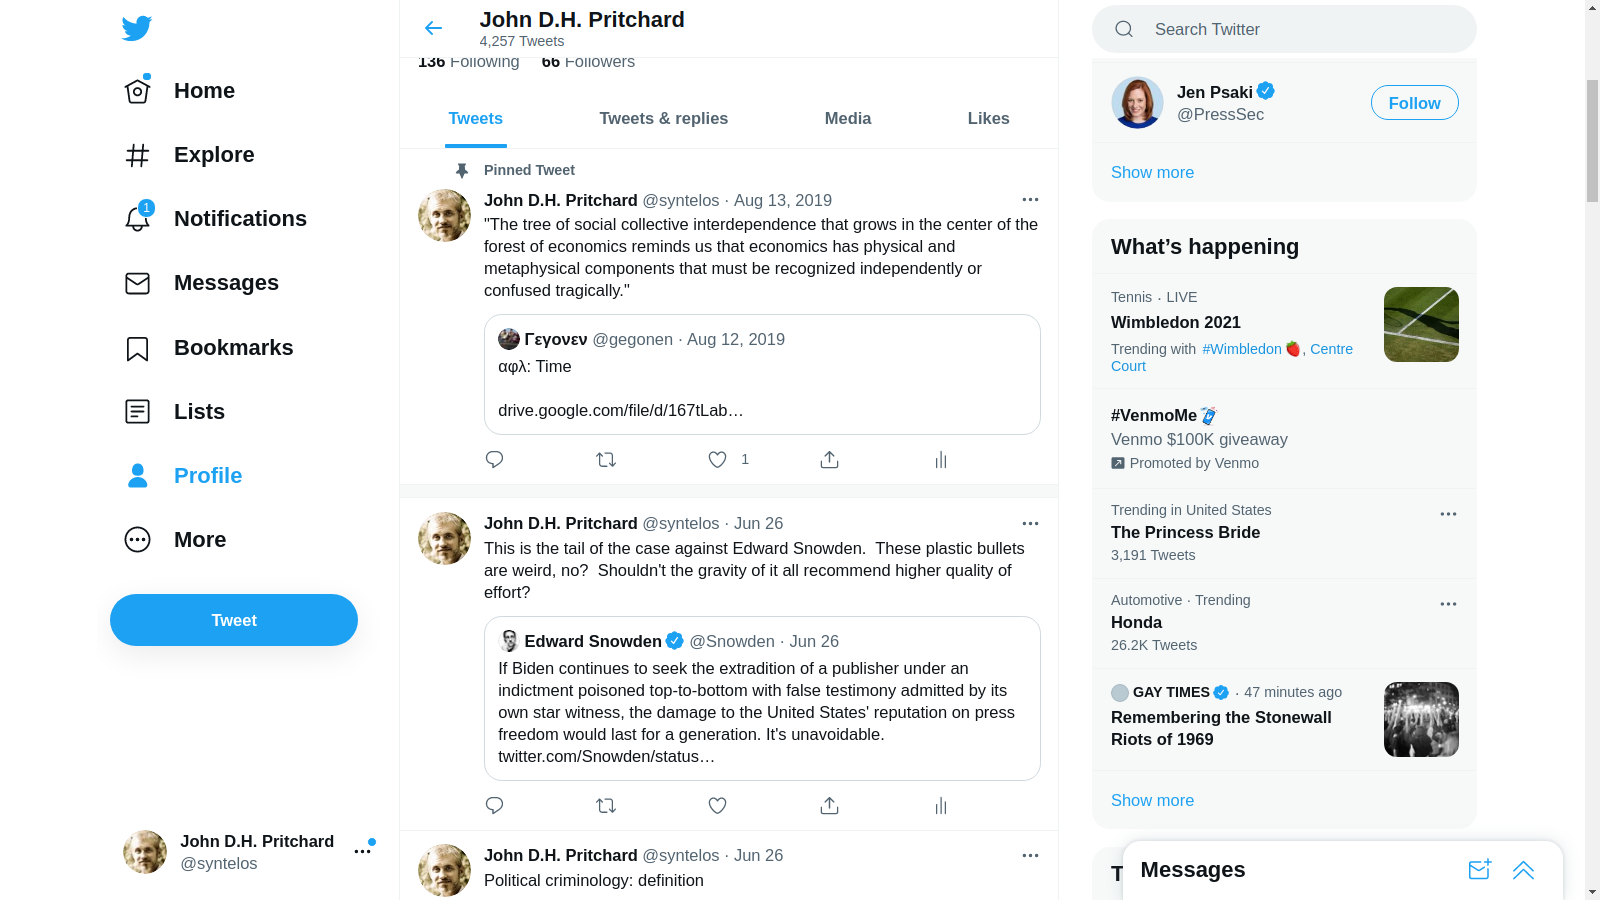 Home
Explore
1
Notifications
Messages
Bookmarks
Lists
Profile
More
Tweet
John D.H. Pritchard
@syntelos
John D.H. Pritchard
4,257 Tweets
136 Following 66 Followers
Tweets Tweets & replies Media Likes
Pinned Tweet
John D.H. Pritchard @syntelos · Aug 13, 2019
"The tree of social collective interdependence that grows in the center of the
forest of economics reminds us that economics has physical and
metaphysical components that must be recognized independently or
confused tragically."
Γεγονεν @gegonen · Aug 12, 2019
αφλ: Time
drive.google.com/file/d/167tLab…
1
John D.H. Pritchard @syntelos · Jun 26
This is the tail of the case against Edward Snowden.  These plastic bullets
are weird, no?  Shouldn't the gravity of it all recommend higher quality of
effort?
Edward Snowden @Snowden · Jun 26
If Biden continues to seek the extradition of a publisher under an
indictment poisoned top-to-bottom with false testimony admitted by its
own star witness, the damage to the United States' reputation on press
freedom would last for a generation. It's unavoidable.
twitter.com/Snowden/status…
John D.H. Pritchard @syntelos · Jun 26
Political criminology: definition
Search Twitter
Jen Psaki
@PressSec
Follow
Show more
What's happening
Tennis · LIVE
Wimbledon 2021
Trending with #Wimbledon 🍓, Centre
Court
#VenmoMe
Venmo $100K giveaway
Promoted by Venmo
Trending in United States
The Princess Bride
3,191 Tweets
Automotive · Trending
Honda
26.2K Tweets
GAY TIMES · 47 minutes ago
Remembering the Stonewall
Riots of 1969
Show more
T
Messages